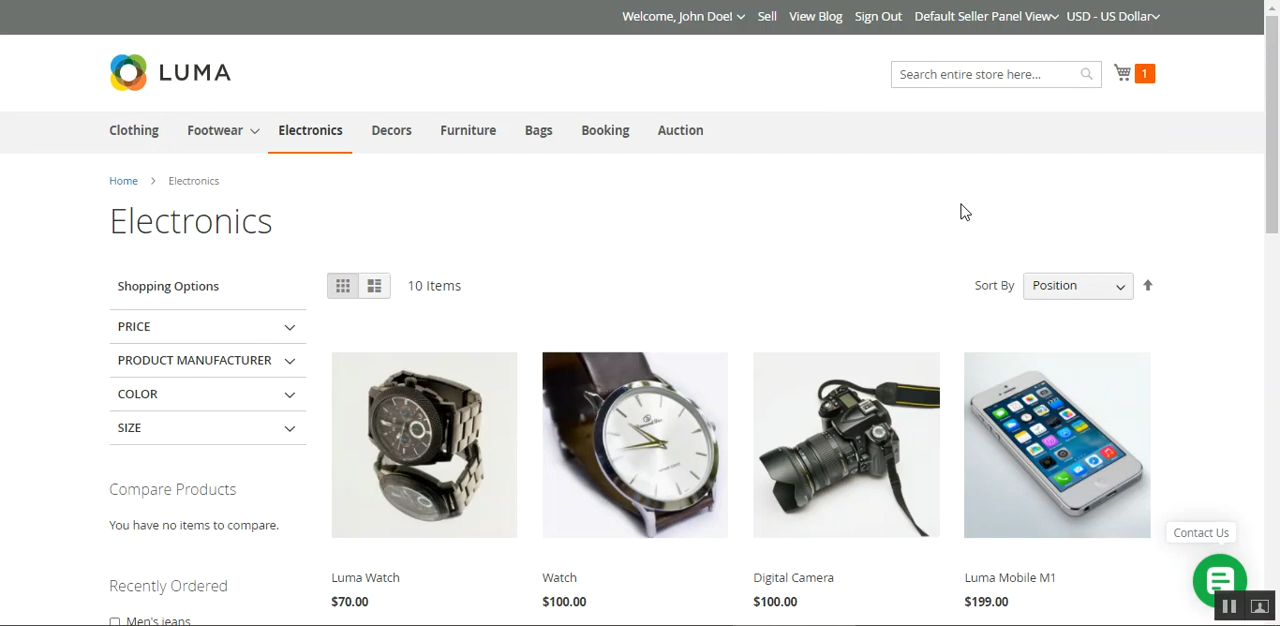 Welcome, John Doe! Sell View Blog Sign Out Default Seller Panel View USD - US Dollar
LUMA
Search entire store here...
1
Clothing Footwear Electronics Decors Furniture Bags Booking Auction
Home Electronics
Electronics
Shopping Options
10 Items
Sort By Position
PRICE
PRODUCT MANUFACTURER
COLOR
SIZE
Compare Products
You have no items to compare.
Recently Ordered
Men's jeans
Luma Watch
$70.00
Watch
$100.00
Digital Camera
$100.00
Luma Mobile M1
$199.00
Contact Us